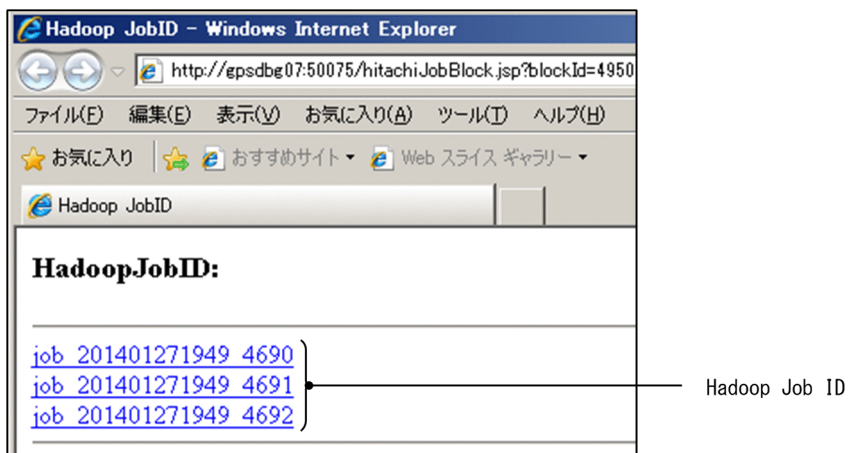 Hadoop JobID - Windows Internet Explorer
http://gpsdbg07:50075/hitachiJobBlock.jsp?blockId=4950
ファイル(F) 編集(E) 表示(V) お気に入り(A) ツール(T) ヘルプ(H)
お気に入り おすすめサイト Web スライス ギャラリー
Hadoop JobID
HadoopJobID:
job_201401271949_4690
job_201401271949_4691
job_201401271949_4692
Hadoop Job ID